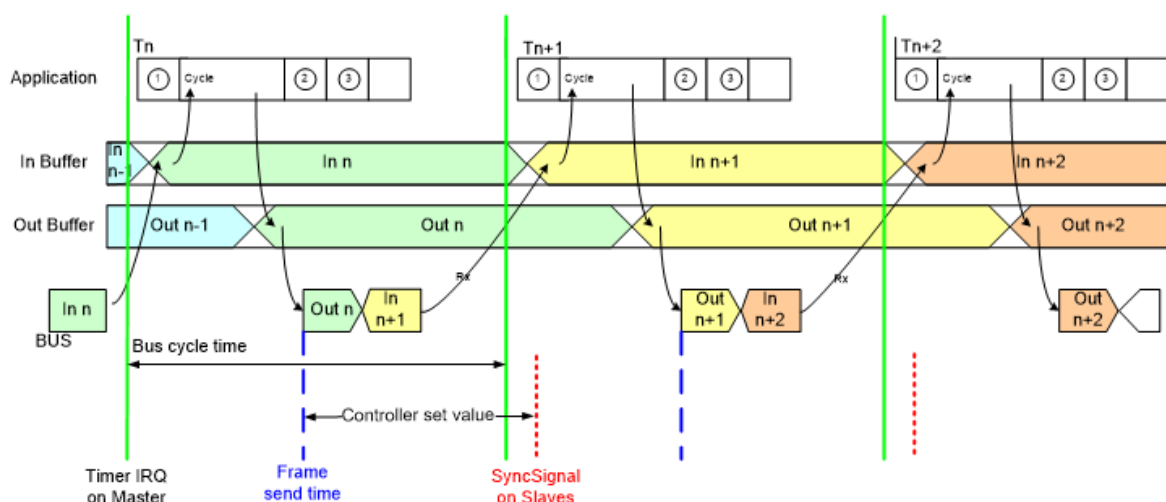 Tn
Tn+1
Tn+2
Application
① Cycle ② ③
① Cycle ② ③
① Cycle ② ③
In Buffer
In
n-1
In n
In n+1
In n+2
Out Buffer
Out n-1
Out n
Out n+1
Out n+2
Rx
Rx
In n
BUS
Out n
In
n+1
Out
n+1
In
n+2
Out
n+2
Bus cycle time
Controller set value
Timer IRQ
on Master
Frame
send time
SyncSignal
on Slaves